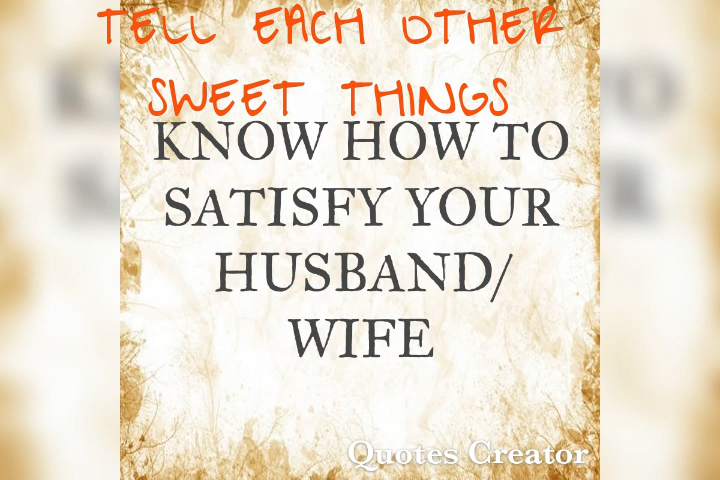 TELL EACH OTHER
SWEET THINGS
KNOW HOW TO
SATISFY YOUR
HUSBAND/
WIFE
Quotes Creator